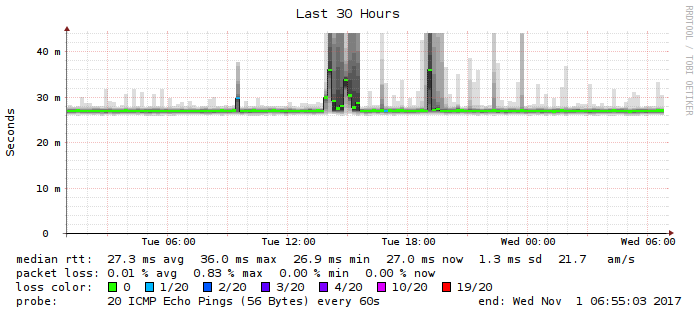 Last 30 Hours
RRDTOOL / TOBI OETIKER
Seconds
40 m
30 m
20 m
10 m
0
Tue 06:00 Tue 12:00 Tue 18:00 Wed 00:00 Wed 06:00
median rtt: 27.3 ms avg 36.0 ms max 26.9 ms min 27.0 ms now 1.3 ms sd 21.7 am/s
packet loss: 0.01 % avg 0.83 % max 0.00 % min 0.00 % now
loss color: 0 1/20 2/20 3/20 4/20 10/20 19/20
probe: 20 ICMP Echo Pings (56 Bytes) every 60s end: Wed Nov 1 06:55:03 2017